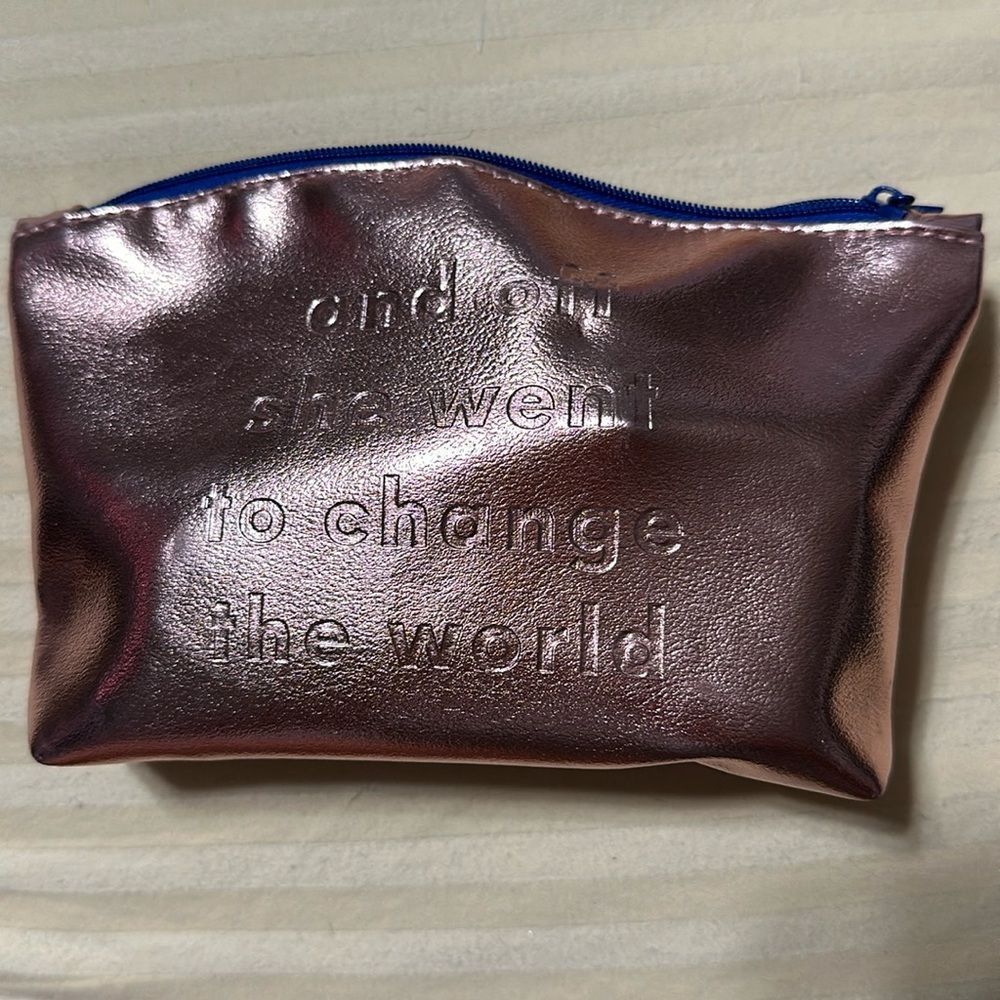 and off
she went
to change
the world